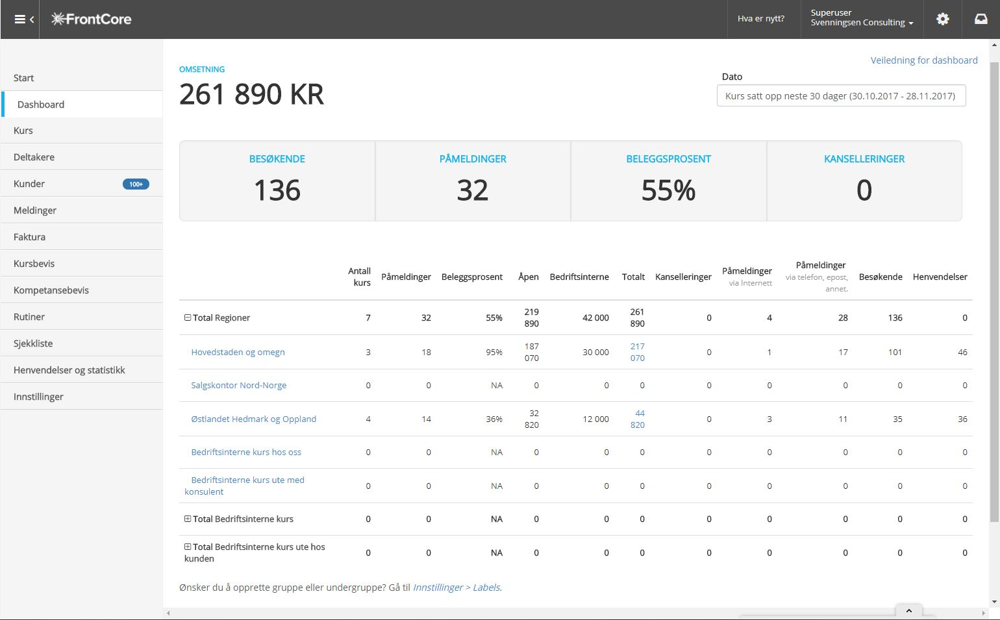 FrontCore
Hva er nytt?
Superuser
Svenningsen Consulting
Start
Dashboard
Kurs
Deltakere
Kunder 100+
Meldinger
Faktura
Kursbevis
Kompetansebevis
Rutiner
Sjekkliste
Henvendelser og statistikk
Innstillinger
Veiledning for dashboard
OMSETNING
261 890 KR
Dato
Kurs satt opp neste 30 dager (30.10.2017 - 28.11.2017)
BESØKENDE
136
PÅMELDINGER
32
BELEGGSPROSENT
55%
KANSELLERINGER
0
Antall
kurs
Påmeldinger
Beleggsprosent
Åpen
Bedriftsinterne
Totalt
Kanselleringer
Påmeldinger
via Internett
Påmeldinger
via telefon, epost,
annet.
Besøkende
Henvendelser
Total Regioner 7 32 55% 219 890 42 000 261 890 0 4 28 136 0
Hovedstaden og omegn 3 18 95% 187 070 30 000 217 070 0 1 17 101 46
Salgskontor Nord-Norge 0 0 NA 0 0 0 0 0 0 0 0
Østlandet Hedmark og Oppland 4 14 36% 32 820 12 000 44 820 0 3 11 35 36
Bedriftsinterne kurs hos oss 0 0 NA 0 0 0 0 0 0 0 0
Bedriftsinterne kurs ute med
konsulent 0 0 NA 0 0 0 0 0 0 0 0
Total Bedriftsinterne kurs 0 0 NA 0 0 0 0 0 0 0 0
Total Bedriftsinterne kurs ute hos
kunden 0 0 NA 0 0 0 0 0 0 0 0
Ønsker du å opprette gruppe eller undergruppe? Gå til Innstillinger > Labels.